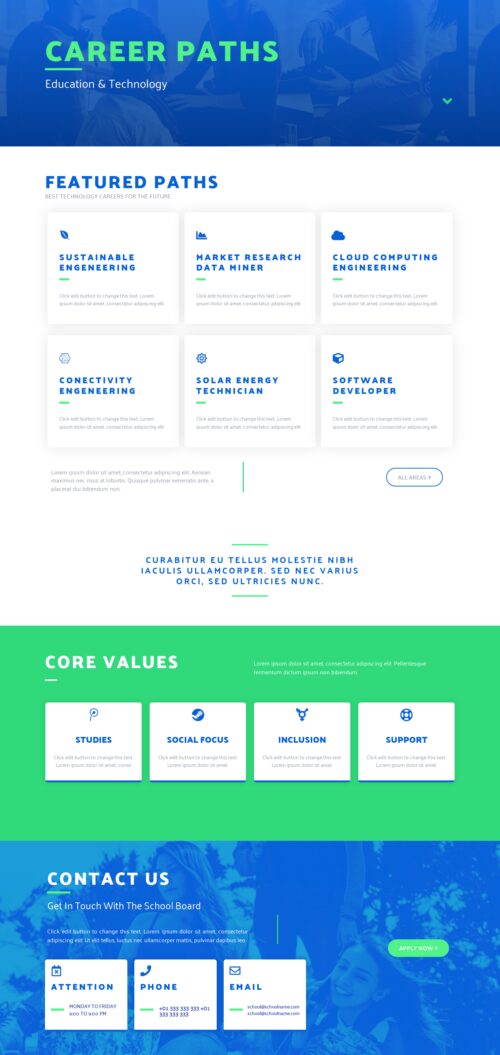 CAREER PATHS
Education & Technology
FEATURED PATHS
BEST TECHNOLOGY CAREERS FOR THE FUTURE
SUSTAINABLE
ENGENEERING
Click edit button to change this text. Lorem
ipsum dolor sit amet, consectetur adipiscing elit
MARKET RESEARCH
DATA MINER
Click edit button to change this text. Lorem
ipsum dolor sit amet, consectetur adipiscing elit
CLOUD COMPUTING
ENGINEERING
Click edit button to change this text. Lorem
ipsum dolor sit amet, consectetur adipiscing elit
CONECTIVITY
ENGENEERING
Click edit button to change this text. Lorem
ipsum dolor sit amet, consectetur adipiscing elit
SOLAR ENERGY
TECHNICIAN
Click edit button to change this text. Lorem
ipsum dolor sit amet, consectetur adipiscing elit
SOFTWARE
DEVELOPER
Click edit button to change this text. Lorem
ipsum dolor sit amet, consectetur adipiscing elit
Lorem ipsum dolor sit amet, consectetur adipiscing elit. Aenean
maximus nec risus at lobortis. Quisque pulvinar venenatis ante, a
placerat dui bibendum non.
ALL AREAS >
CURABITUR EU TELLUS MOLESTIE NIBH
IACULIS ULLAMCORPER. SED NEC VARIUS
ORCI, SED ULTRICIES NUNC.
CORE VALUES
Lorem ipsum dolor sit amet, consectetur adipiscing elit. Pellentesque
fermentum dictum ipsum non bibendum.
STUDIES
Click edit button to change this text.
Lorem ipsum dolor sit amet, conse
SOCIAL FOCUS
Click edit button to change this text
Lorem ipsum dolor sit amet
INCLUSION
Click edit button to change this text
Lorem ipsum dolor sit amet
SUPPORT
Click edit button to change this text
Lorem ipsum dolor sit amet
CONTACT US
Get In Touch With The School Board
Click edit button to change this text. Lorem ipsum dolor sit amet, consectetur
adipiscing elit. Ut elit tellus, luctus nec ullamcorper mattis, pulvinar dapibus leo.
APPLY NOW >
ATTENTION
MONDAY TO FRIDAY
9:00 TO 9:00 PM
PHONE
+01 333 333 333 +01
333 333 333
EMAIL
school@schoolname.com
school@schoolname.com